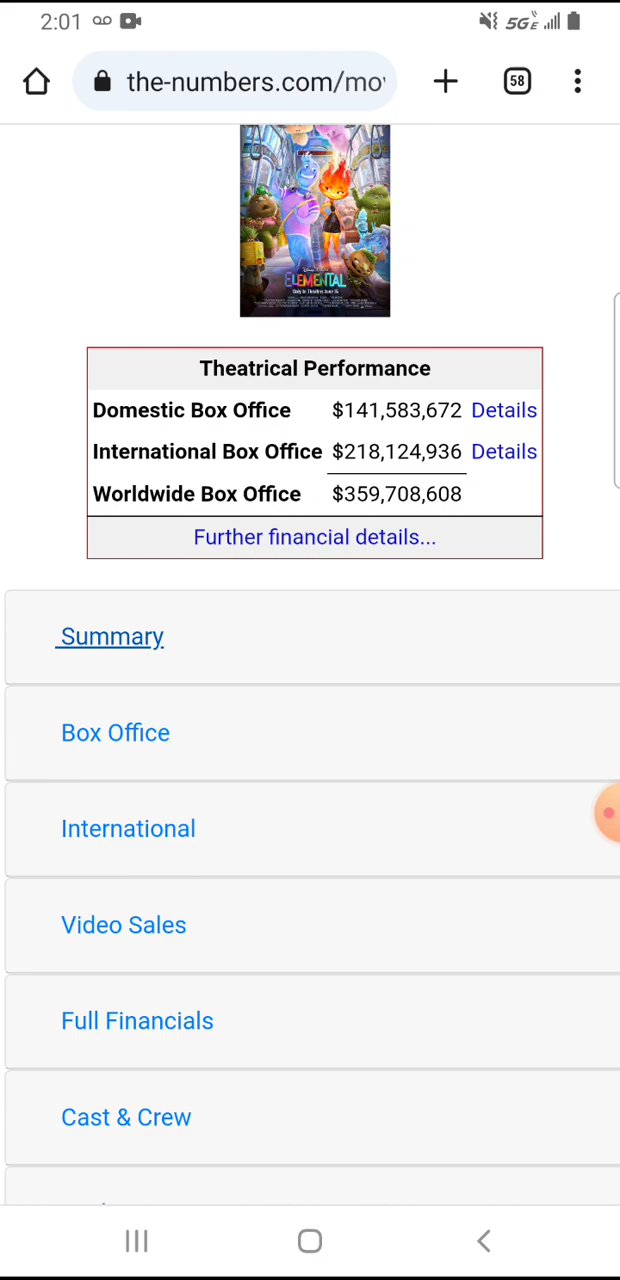 2:01 5GE
the-numbers.com/mo
58
ELEMENTAL
Theatrical Performance
Domestic Box Office $141,583,672 Details
International Box Office $218,124,936 Details
Worldwide Box Office $359,708,608
Further financial details...
Summary
Box Office
International
Video Sales
Full Financials
Cast & Crew